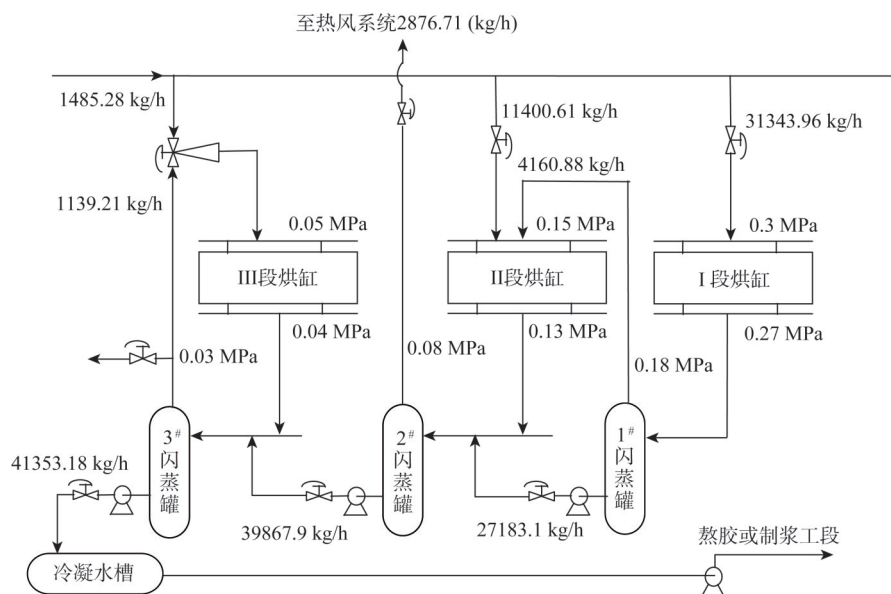 至热风系统2876.71 (kg/h)
1485.28 kg/h
11400.61 kg/h
31343.96 kg/h
4160.88 kg/h
1139.21 kg/h
0.05 MPa
0.15 MPa
0.3 MPa
III段烘缸
II段烘缸
I 段烘缸
0.04 MPa
0.13 MPa
0.27 MPa
0.03 MPa
0.08 MPa
0.18 MPa
3#闪蒸罐
2#闪蒸罐
1#闪蒸罐
41353.18 kg/h
39867.9 kg/h
27183.1 kg/h
熬胶或制浆工段
冷凝水槽